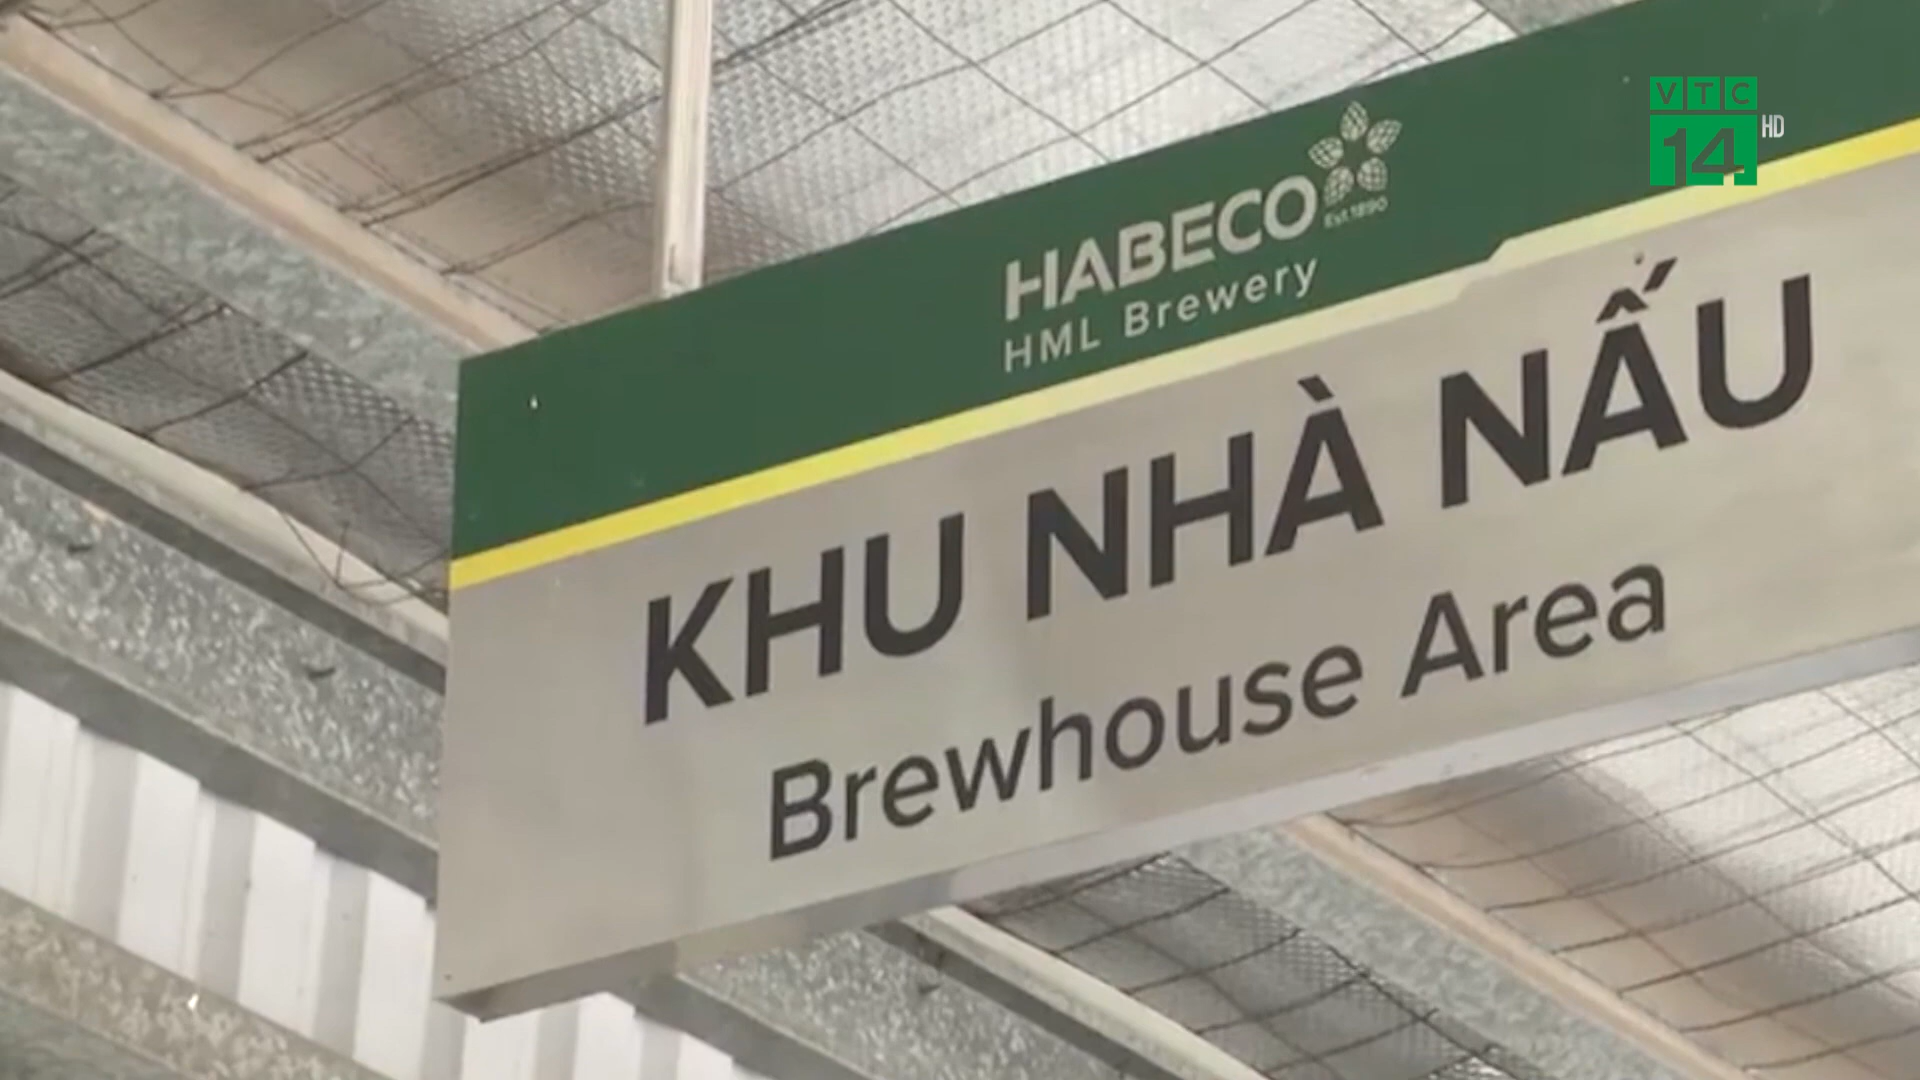 VTC
14 HD
HABECO
Est.1890
HML Brewery
KHU NHÀ NẤU
Brewhouse Area